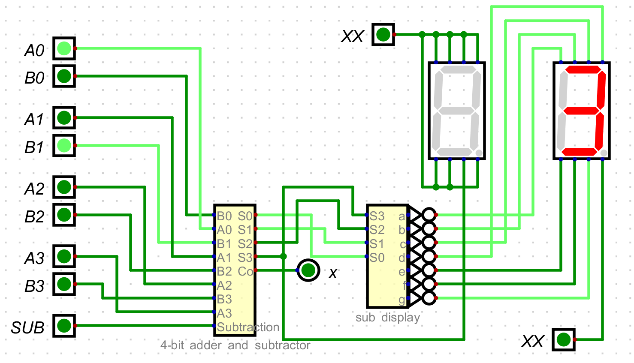 XX
A0
B0
A1
B1
A2
B2
A3
B3
SUB
B0 S0
A0 S1
B1 S2
A1 S3
B2 Co
A2
B3
A3
Subtraction
4-bit adder and subtractor
x
S3 a
S2 b
S1 c
S0 d
e
f
g
sub display
3
XX